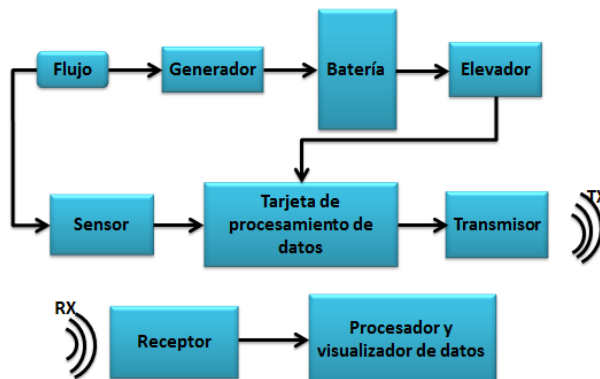 Flujo
Generador
Batería
Elevador
Sensor
Tarjeta de
procesamiento de
datos
Transmisor
TX
RX
Receptor
Procesador y
visualizador de datos